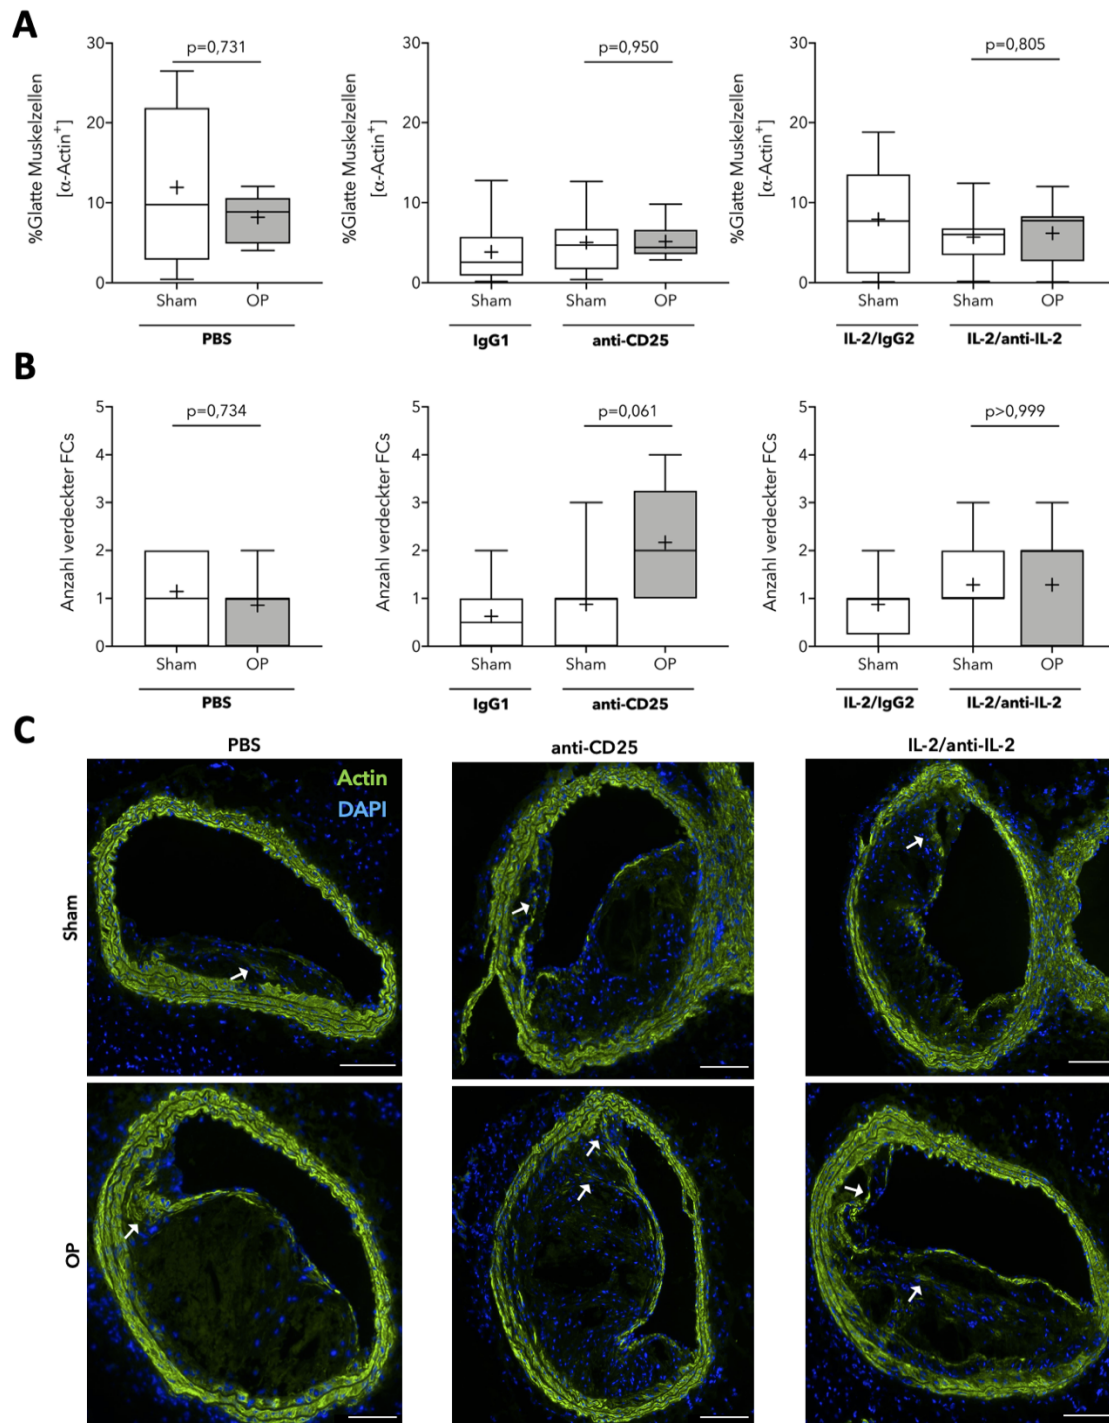 A
%Glatte Muskelzellen
[α-Actin⁺]
30
20
10
0
p=0,731
Sham OP
PBS
%Glatte Muskelzellen
[α-Actin⁺]
30
20
10
0
p=0,950
Sham Sham OP
IgG1 anti-CD25
%Glatte Muskelzellen
[α-Actin⁺]
30
20
10
0
p=0,805
Sham Sham OP
IL-2/IgG2 IL-2/anti-IL-2
B
Anzahl verdeckter FCs
5
4
3
2
1
0
p=0,734
Sham OP
PBS
Anzahl verdeckter FCs
5
4
3
2
1
0
p=0,061
Sham Sham OP
IgG1 anti-CD25
Anzahl verdeckter FCs
5
4
3
2
1
0
p>0,999
Sham Sham OP
IL-2/IgG2 IL-2/anti-IL-2
C
PBS anti-CD25 IL-2/anti-IL-2
Actin
DAPI
Sham
OP